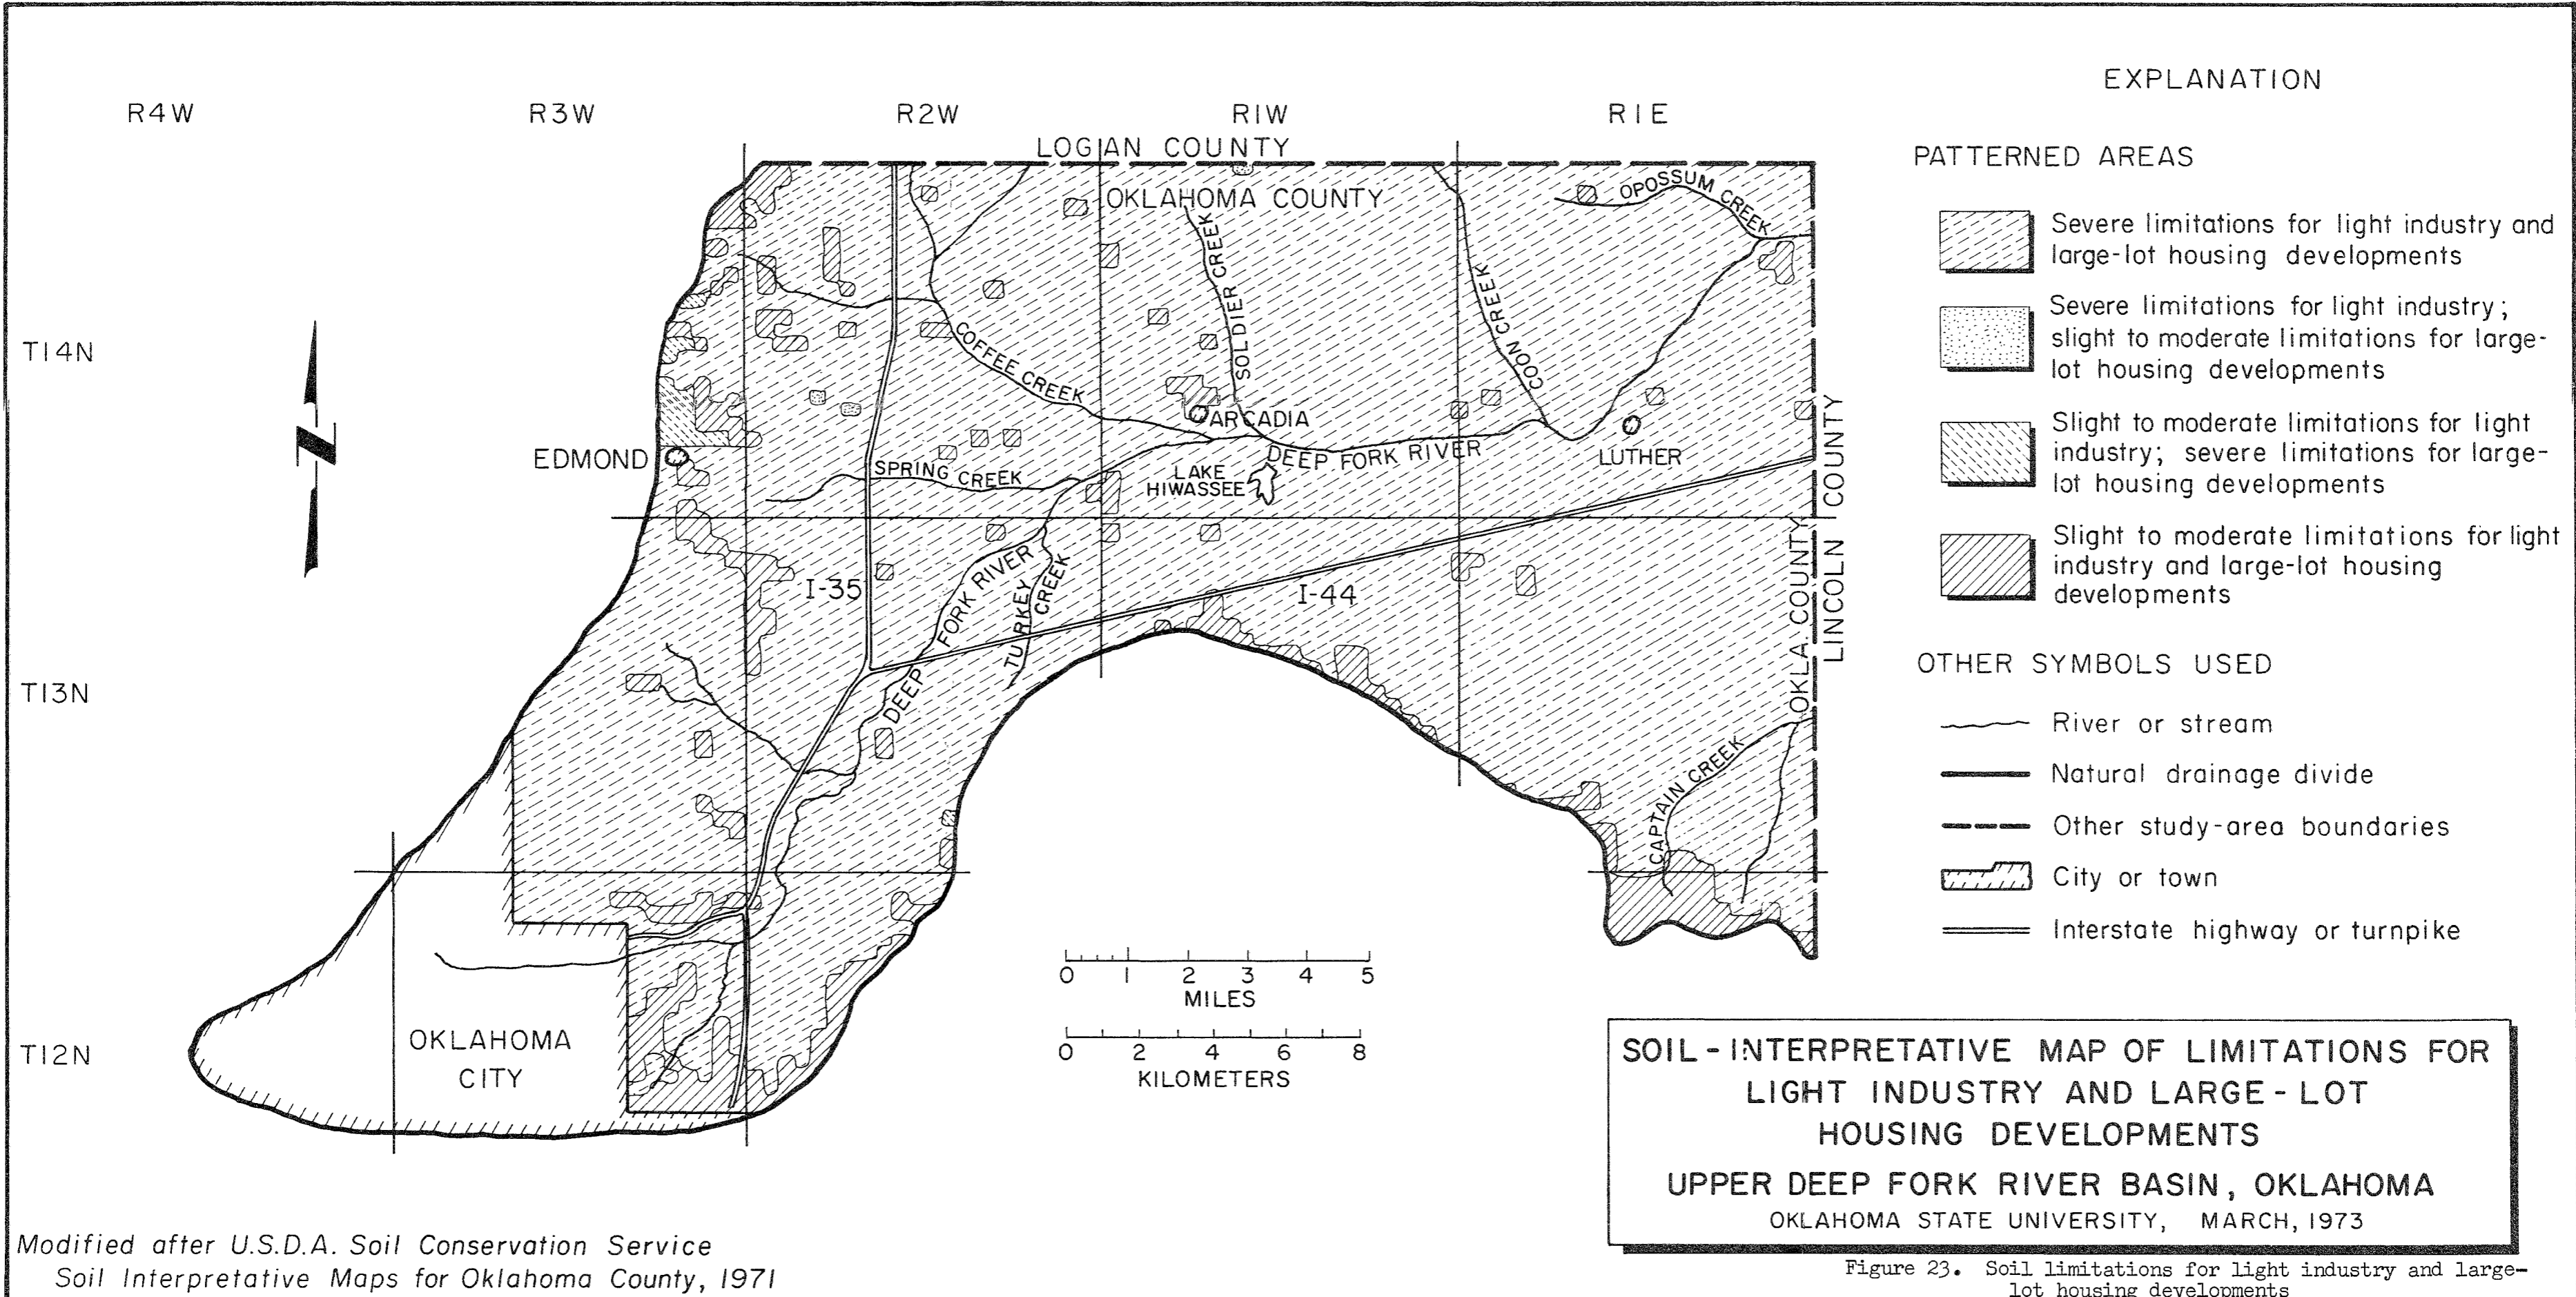 R4W R3W R2W R1W R1E
LOGAN COUNTY
OKLAHOMA COUNTY
OPOSSUM CREEK
SOLDIER CREEK
COON CREEK
T14N
COFFEE CREEK
ARCADIA
EDMOND
SPRING CREEK
LAKE
HIWASSEE
DEEP FORK RIVER
LUTHER
OKLA. COUNTY
LINCOLN COUNTY
I-35
DEEP FORK RIVER
TURKEY
CREEK
I-44
T13N
CAPTAIN CREEK
OKLAHOMA
CITY
T12N
0 1 2 3 4 5
MILES
0 2 4 6 8
KILOMETERS
EXPLANATION
PATTERNED AREAS
Severe limitations for light industry and
large-lot housing developments
Severe limitations for light industry;
slight to moderate limitations for large-
lot housing developments
Slight to moderate limitations for light
industry; severe limitations for large-
lot housing developments
Slight to moderate limitations for light
industry and large-lot housing
developments
OTHER SYMBOLS USED
River or stream
Natural drainage divide
Other study-area boundaries
City or town
Interstate highway or turnpike
SOIL-INTERPRETATIVE MAP OF LIMITATIONS FOR
LIGHT INDUSTRY AND LARGE-LOT
HOUSING DEVELOPMENTS
UPPER DEEP FORK RIVER BASIN, OKLAHOMA
OKLAHOMA STATE UNIVERSITY, MARCH, 1973
Modified after U.S.D.A. Soil Conservation Service
Soil Interpretative Maps for Oklahoma County, 1971
Figure 23. Soil limitations for light industry and large-
lot housing developments